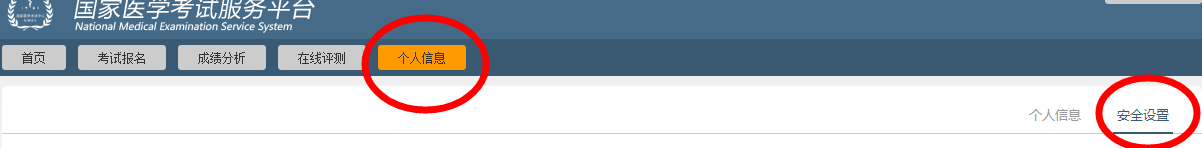 国家医学考试服务平台
National Medical Examination Service System
首页 考试报名 成绩分析 在线评测 个人信息
个人信息 安全设置